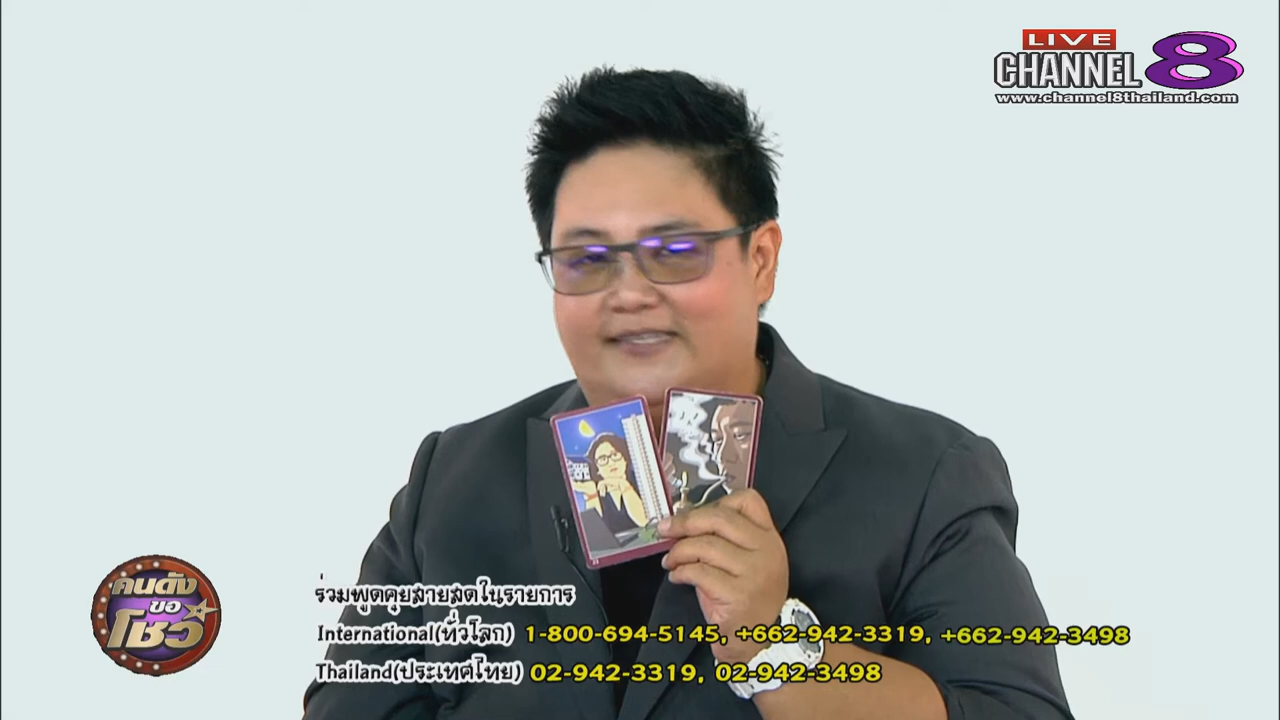 LIVE
CHANNEL 8
www.channel8thailand.com
คนดัง
ขอ
โชว์
ร่วมพูดคุยสายสดในรายการ
International(ทั่วโลก) 1-800-694-5145, +662-942-3319, +662-942-3498
Thailand(ประเทศไทย) 02-942-3319, 02-942-3498